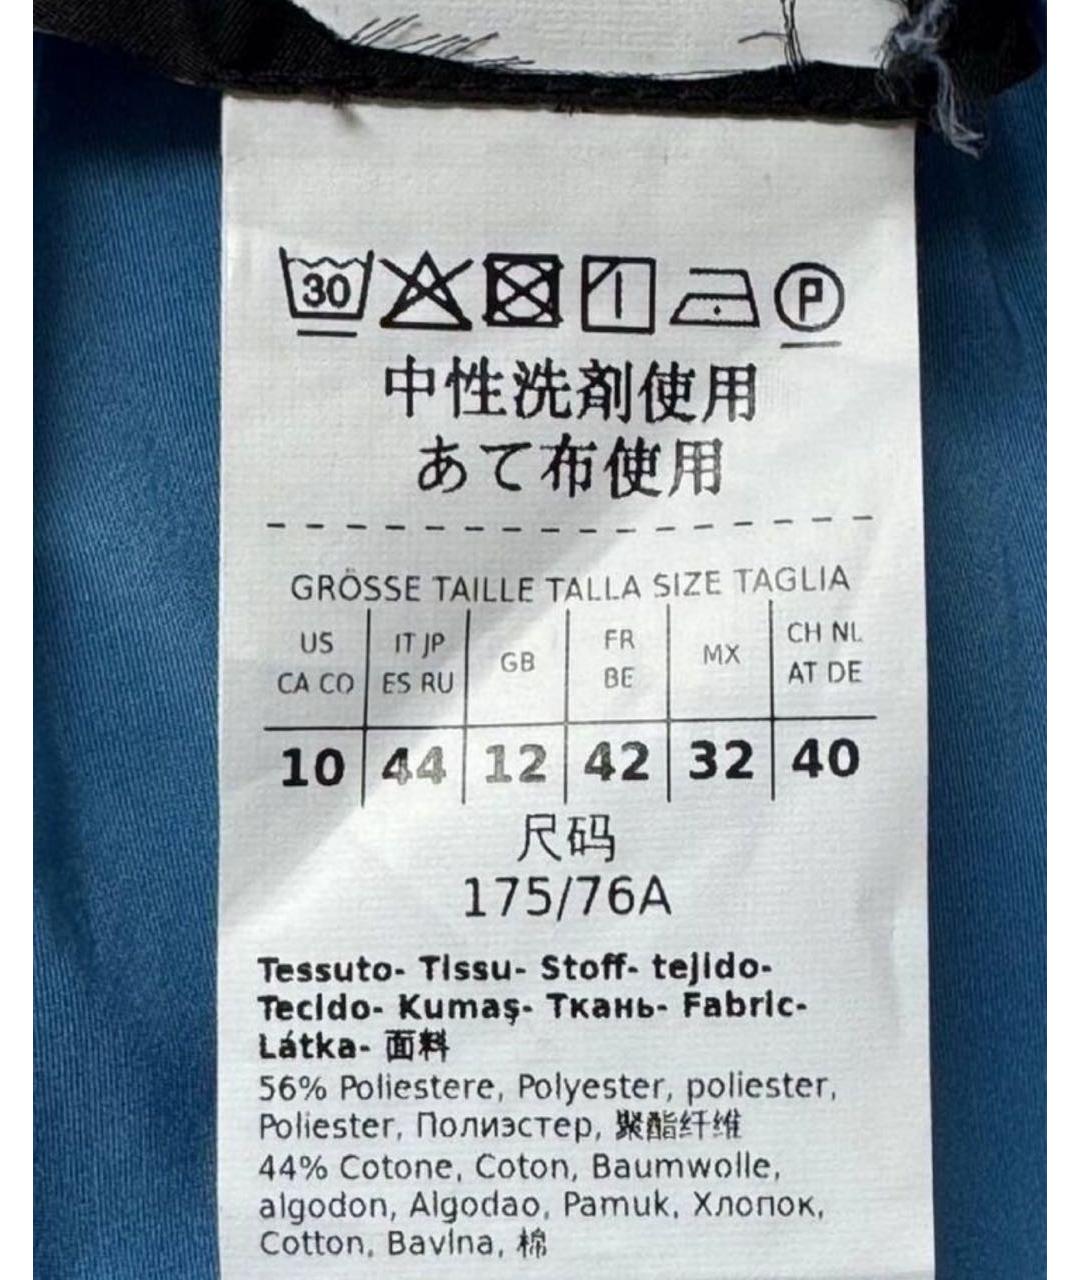 30 P
中性洗剤使用
あて布使用
GRÖSSE TAILLE TALLA SIZE TAGLIA
US CA CO IT JP ES RU GB FR BE MX CH NL AT DE
10 44 12 42 32 40
尺码
175/76A
Tessuto- Tissu- Stoff- tejido-
Tecido- Kumaş- Ткань- Fabric-
Látka- 面料
56% Poliestere, Polyester, poliester,
Poliester, Полиэстер, 聚酯纤维
44% Cotone, Coton, Baumwolle,
algodon, Algodao, Pamuk, Хлопок,
Cotton, Bavlna, 棉